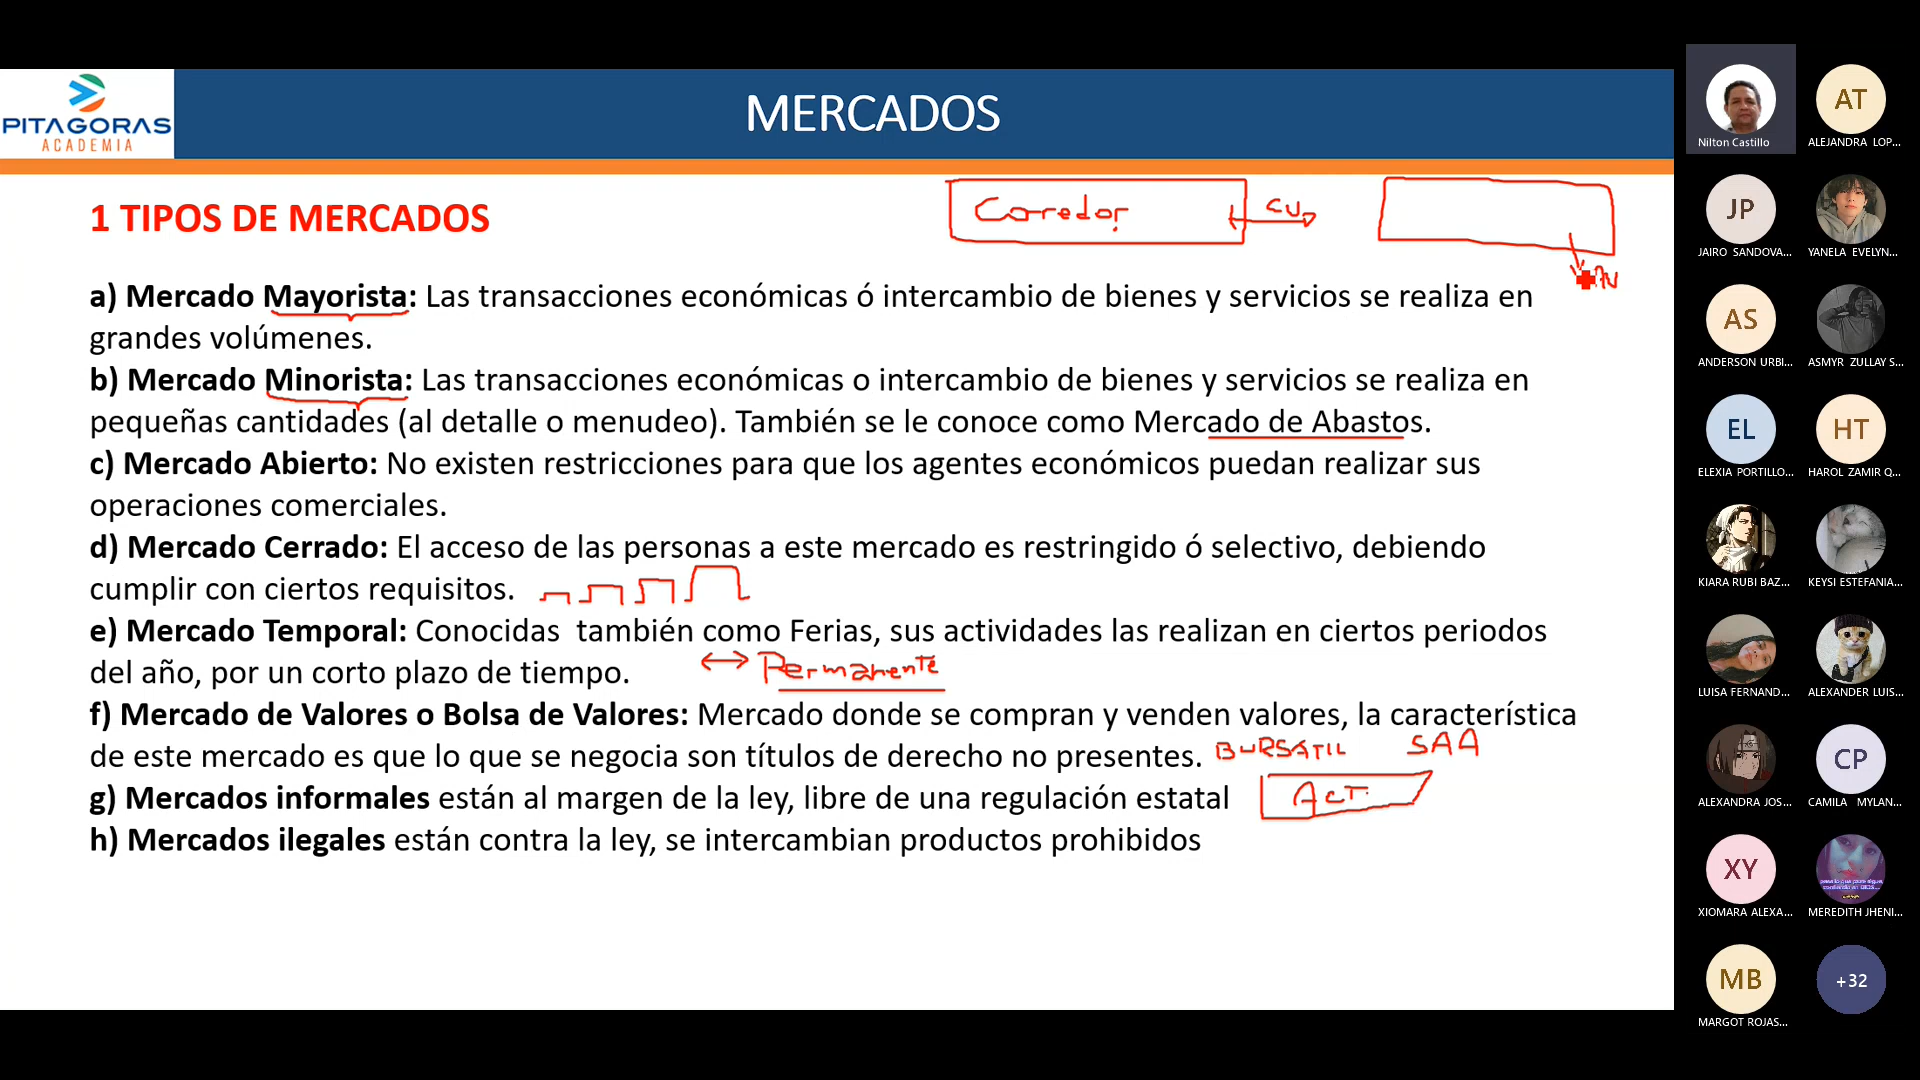 PITAGORAS
ACADEMIA
MERCADOS
1 TIPOS DE MERCADOS
Corredor
a) Mercado Mayorista: Las transacciones económicas ó intercambio de bienes y servicios se realiza en
grandes volúmenes.
b) Mercado Minorista: Las transacciones económicas o intercambio de bienes y servicios se realiza en
pequeñas cantidades (al detalle o menudeo). También se le conoce como Mercado de Abastos.
c) Mercado Abierto: No existen restricciones para que los agentes económicos puedan realizar sus
operaciones comerciales.
d) Mercado Cerrado: El acceso de las personas a este mercado es restringido ó selectivo, debiendo
cumplir con ciertos requisitos.
e) Mercado Temporal: Conocidas también como Ferias, sus actividades las realizan en ciertos periodos
del año, por un corto plazo de tiempo.
Permanente
f) Mercado de Valores o Bolsa de Valores: Mercado donde se compran y venden valores, la característica
de este mercado es que lo que se negocia son títulos de derecho no presentes.
BURSATIL SAA
g) Mercados informales están al margen de la ley, libre de una regulación estatal
ACT.
h) Mercados ilegales están contra la ley, se intercambian productos prohibidos
Nilton Castillo
AT
ALEJANDRA LOP...
JP
JAIRO SANDOVA...
YANELA EVELYN...
AS
ANDERSON URBI...
ASMYR ZULLAY S...
EL
ELEXIA PORTILLO...
HT
HAROL ZAMIR Q...
KIARA RUBI BAZ...
KEYSI ESTEFANIA...
LUISA FERNAND...
ALEXANDER LUIS...
ALEXANDRA JOS...
CP
CAMILA MYLAN...
XY
XIOMARA ALEXA...
MEREDITH JHENI...
MB
MARGOT ROJAS...
+32